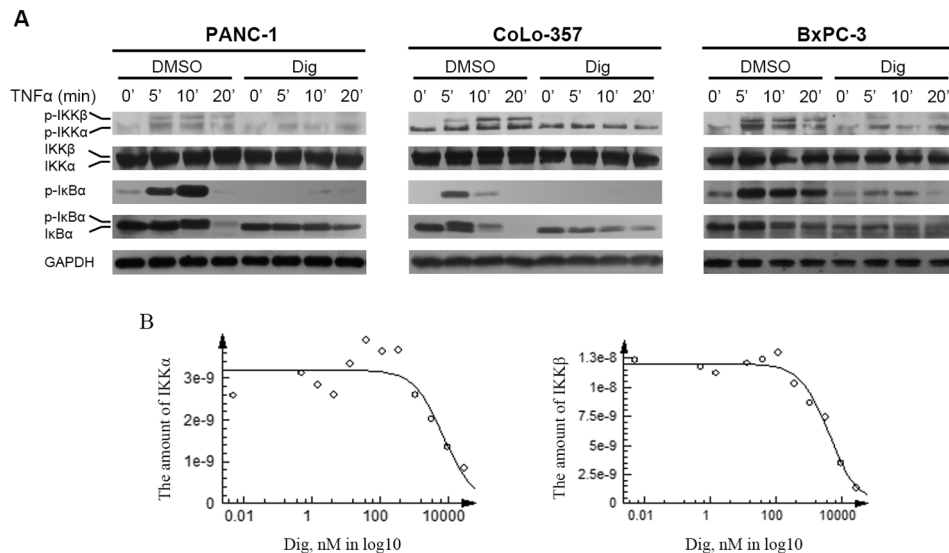 A
PANC-1 CoLo-357 BxPC-3
DMSO Dig DMSO Dig DMSO Dig
TNFα (min) 0' 5' 10' 20' 0' 5' 10' 20' 0' 5' 10' 20' 0' 5' 10' 20' 0' 5' 10' 20' 0' 5' 10' 20'
p-IKKβ
p-IKKα
IKKβ
IKKα
p-IκBα
p-IκBα
IκBα
GAPDH
B
The amount of IKKα
3e-9
2e-9
1e-9
0
0.01 1 100 10000
Dig, nM in log10
The amount of IKKβ
1.3e-8
1e-8
7.5e-9
5e-9
2.5e-9
0
0.01 1 100 10000
Dig, nM in log10